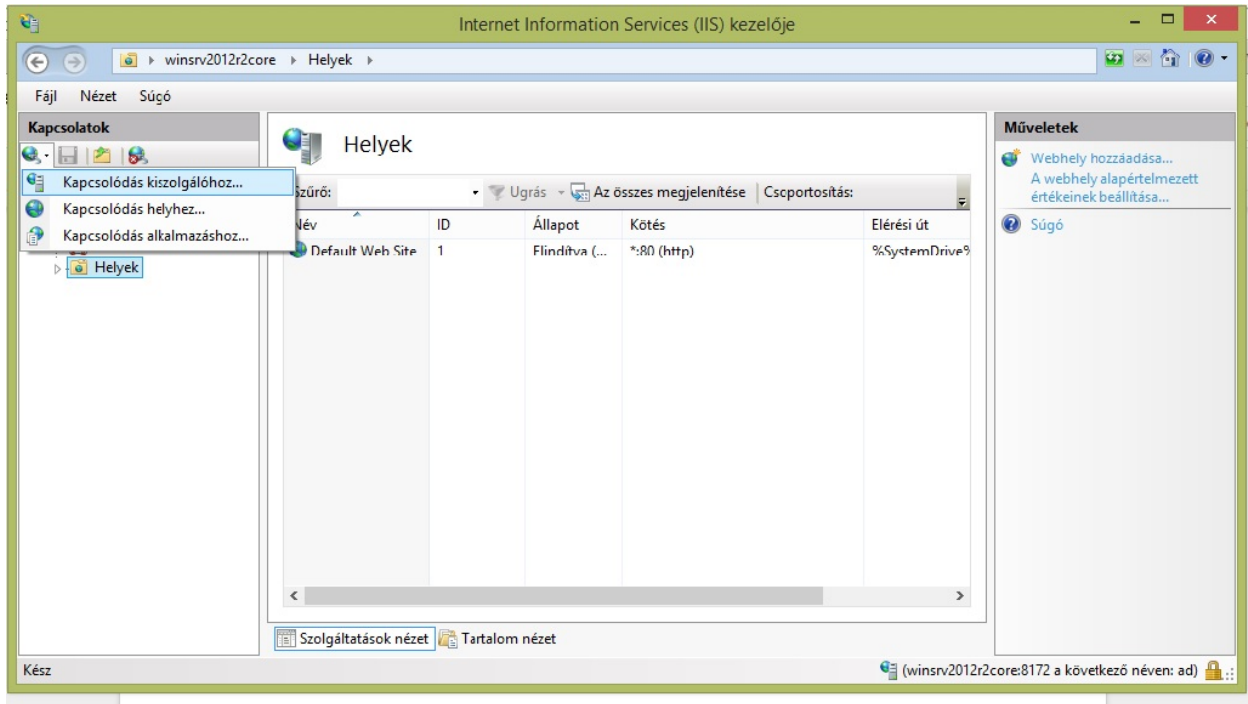 Internet Information Services (IIS) kezelője
winsrv2012r2core Helyek
Fájl Nézet Súgó
Kapcsolatok
Kapcsolódás kiszolgálóhoz...
Kapcsolódás helyhez...
Kapcsolódás alkalmazáshoz...
Helyek
Helyek
Szűrő: Ugrás Az összes megjelenítése Csoportosítás:
Név ID Állapot Kötés Elérési út
Default Web Site 1 Elindítva (... *:80 (http) %SystemDrive%
Szolgáltatások nézet Tartalom nézet
Műveletek
Webhely hozzáadása...
A webhely alapértelmezett
értékeinek beállítása...
Súgó
Kész
(winsrv2012r2core:8172 a következő néven: ad)